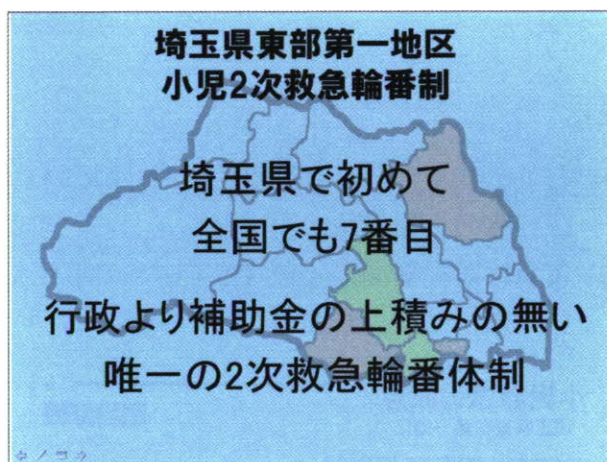 埼玉県東部第一地区
小児2次救急輪番制
埼玉県で初めて
全国でも7番目
行政より補助金の上積みの無い
唯一の2次救急輪番体制